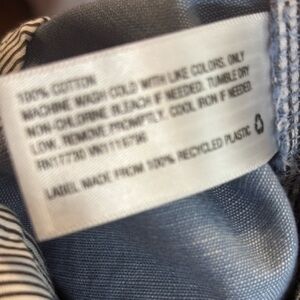 100% COTTON
MACHINE WASH COLD WITH LIKE COLORS. ONLY
NON-CHLORINE BLEACH IF NEEDED. TUMBLE DRY
LOW. REMOVE PROMPTLY. COOL IRON IF NEEDED
RN17730
LABEL MADE FROM 100% RECYCLED PLASTIC